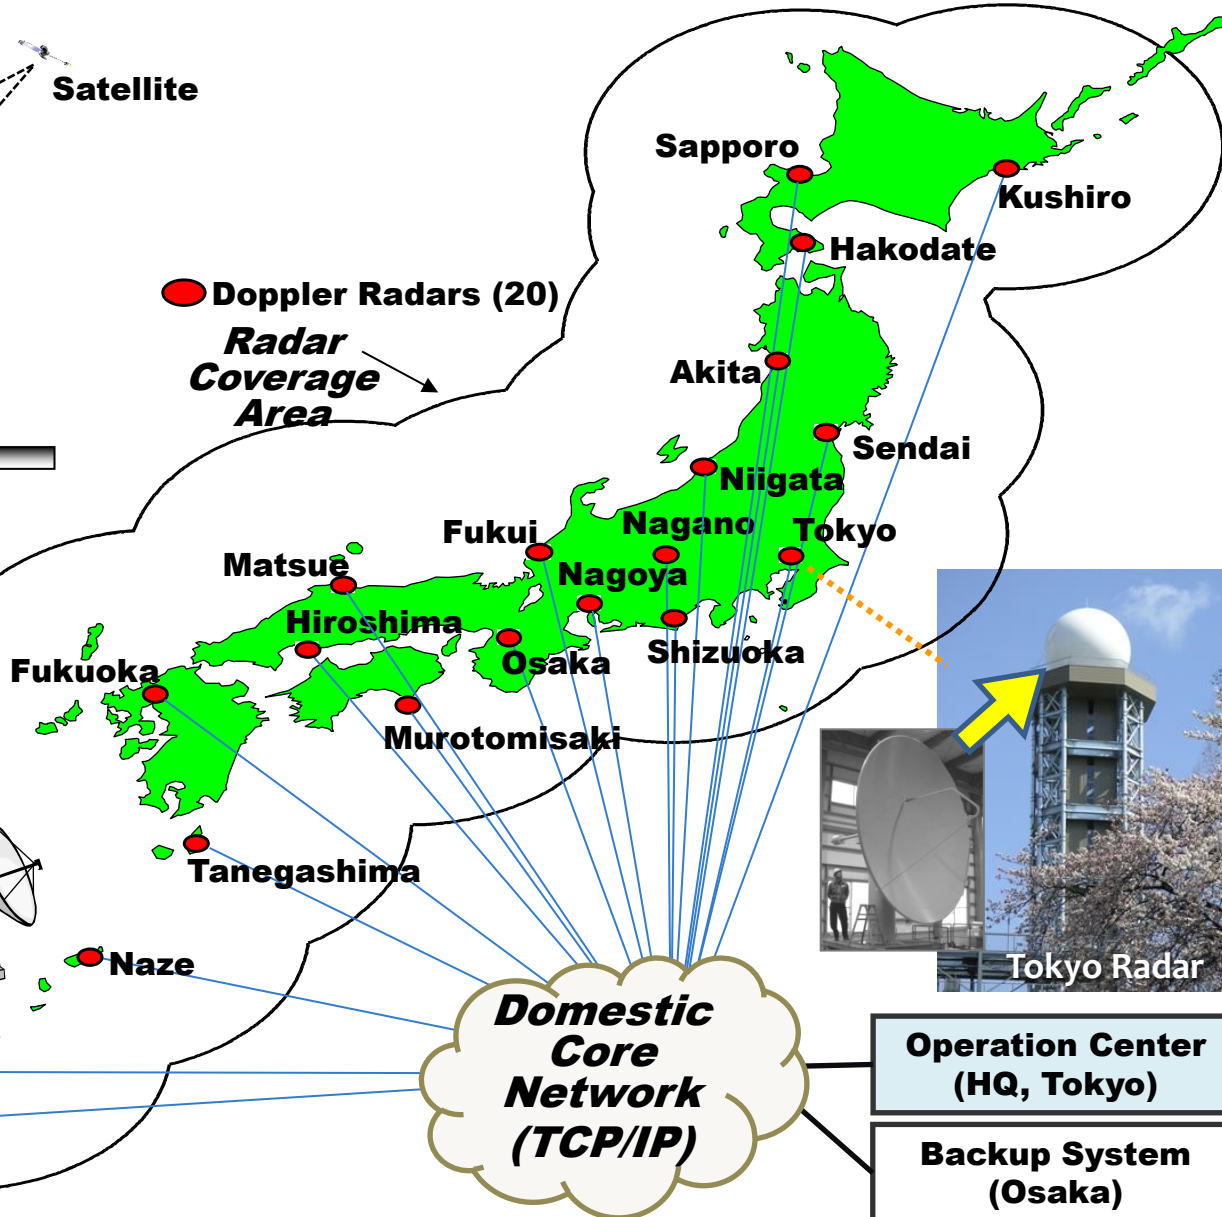 Satellite
Sapporo
Kushiro
Hakodate
Doppler Radars (20)
Radar
Coverage
Area
Akita
Sendai
Niigata
Nagano
Tokyo
Fukui
Matsue
Nagoya
Hiroshima
Osaka
Shizuoka
Fukuoka
Murotomisaki
Tanegashima
Naze
Tokyo Radar
Domestic
Core
Network
(TCP/IP)
Operation Center
(HQ, Tokyo)
Backup System
(Osaka)